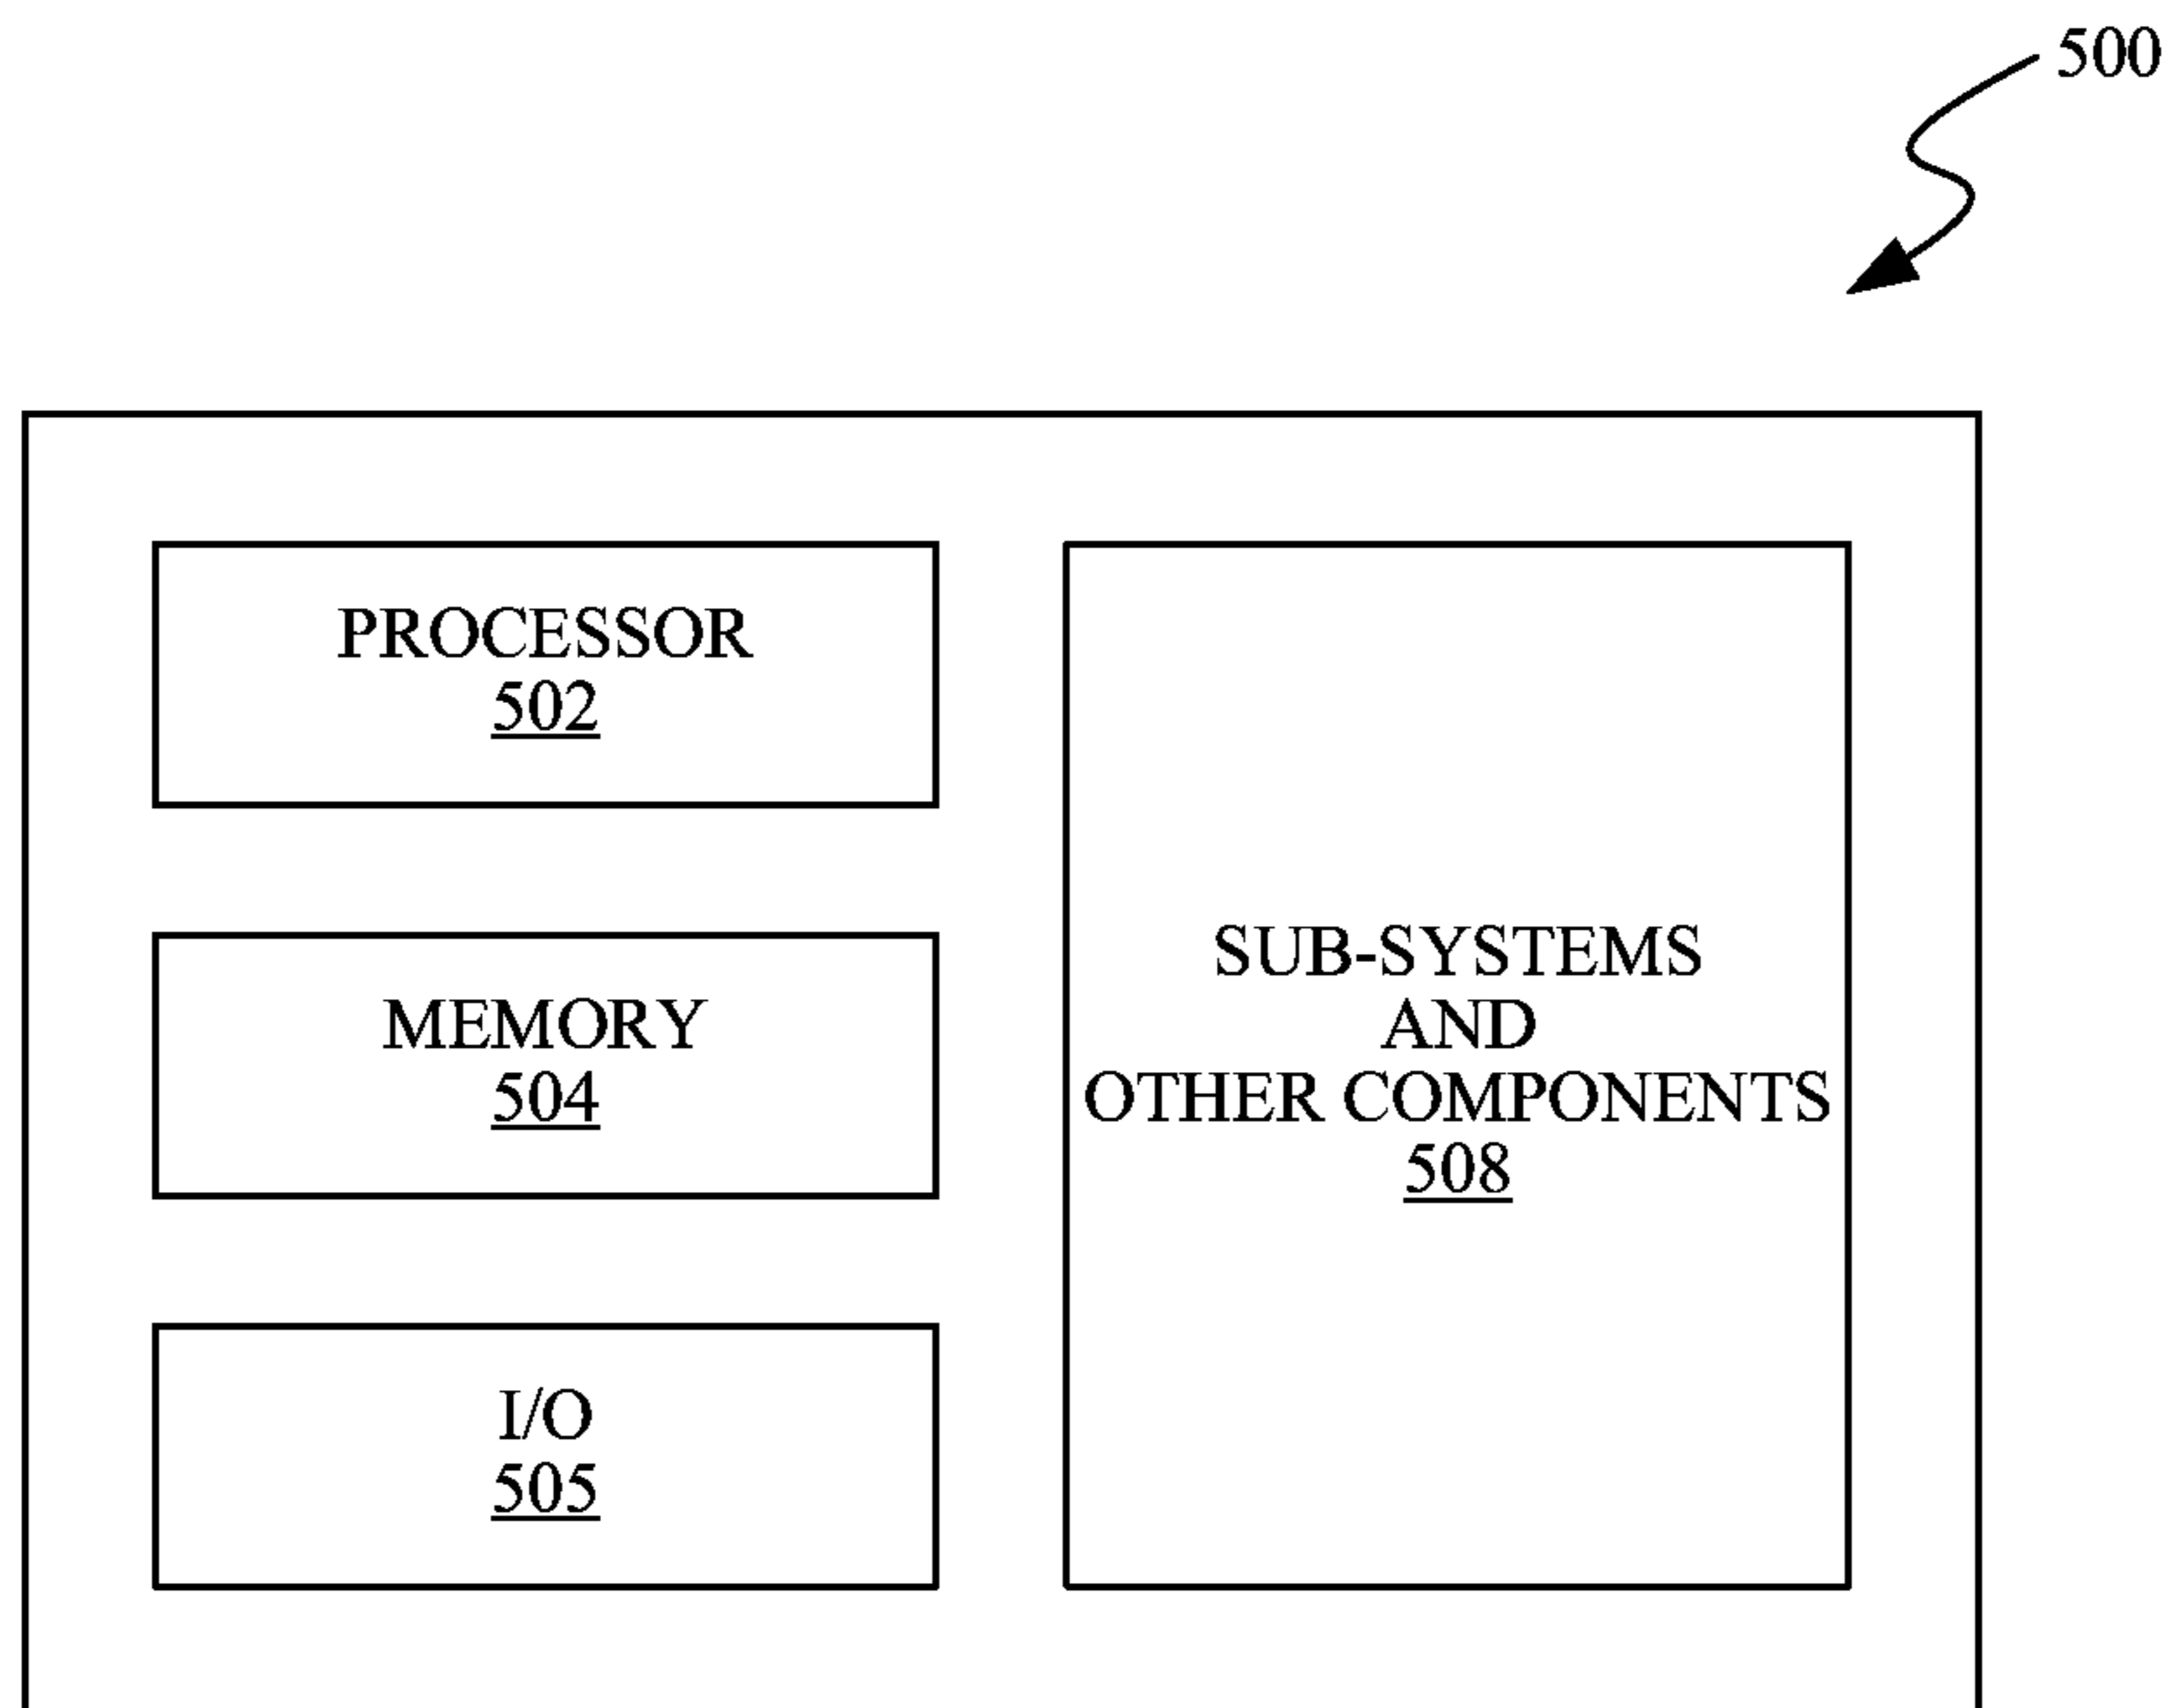 500
PROCESSOR
502
MEMORY
504
I/O
505
SUB-SYSTEMS
AND
OTHER COMPONENTS
508